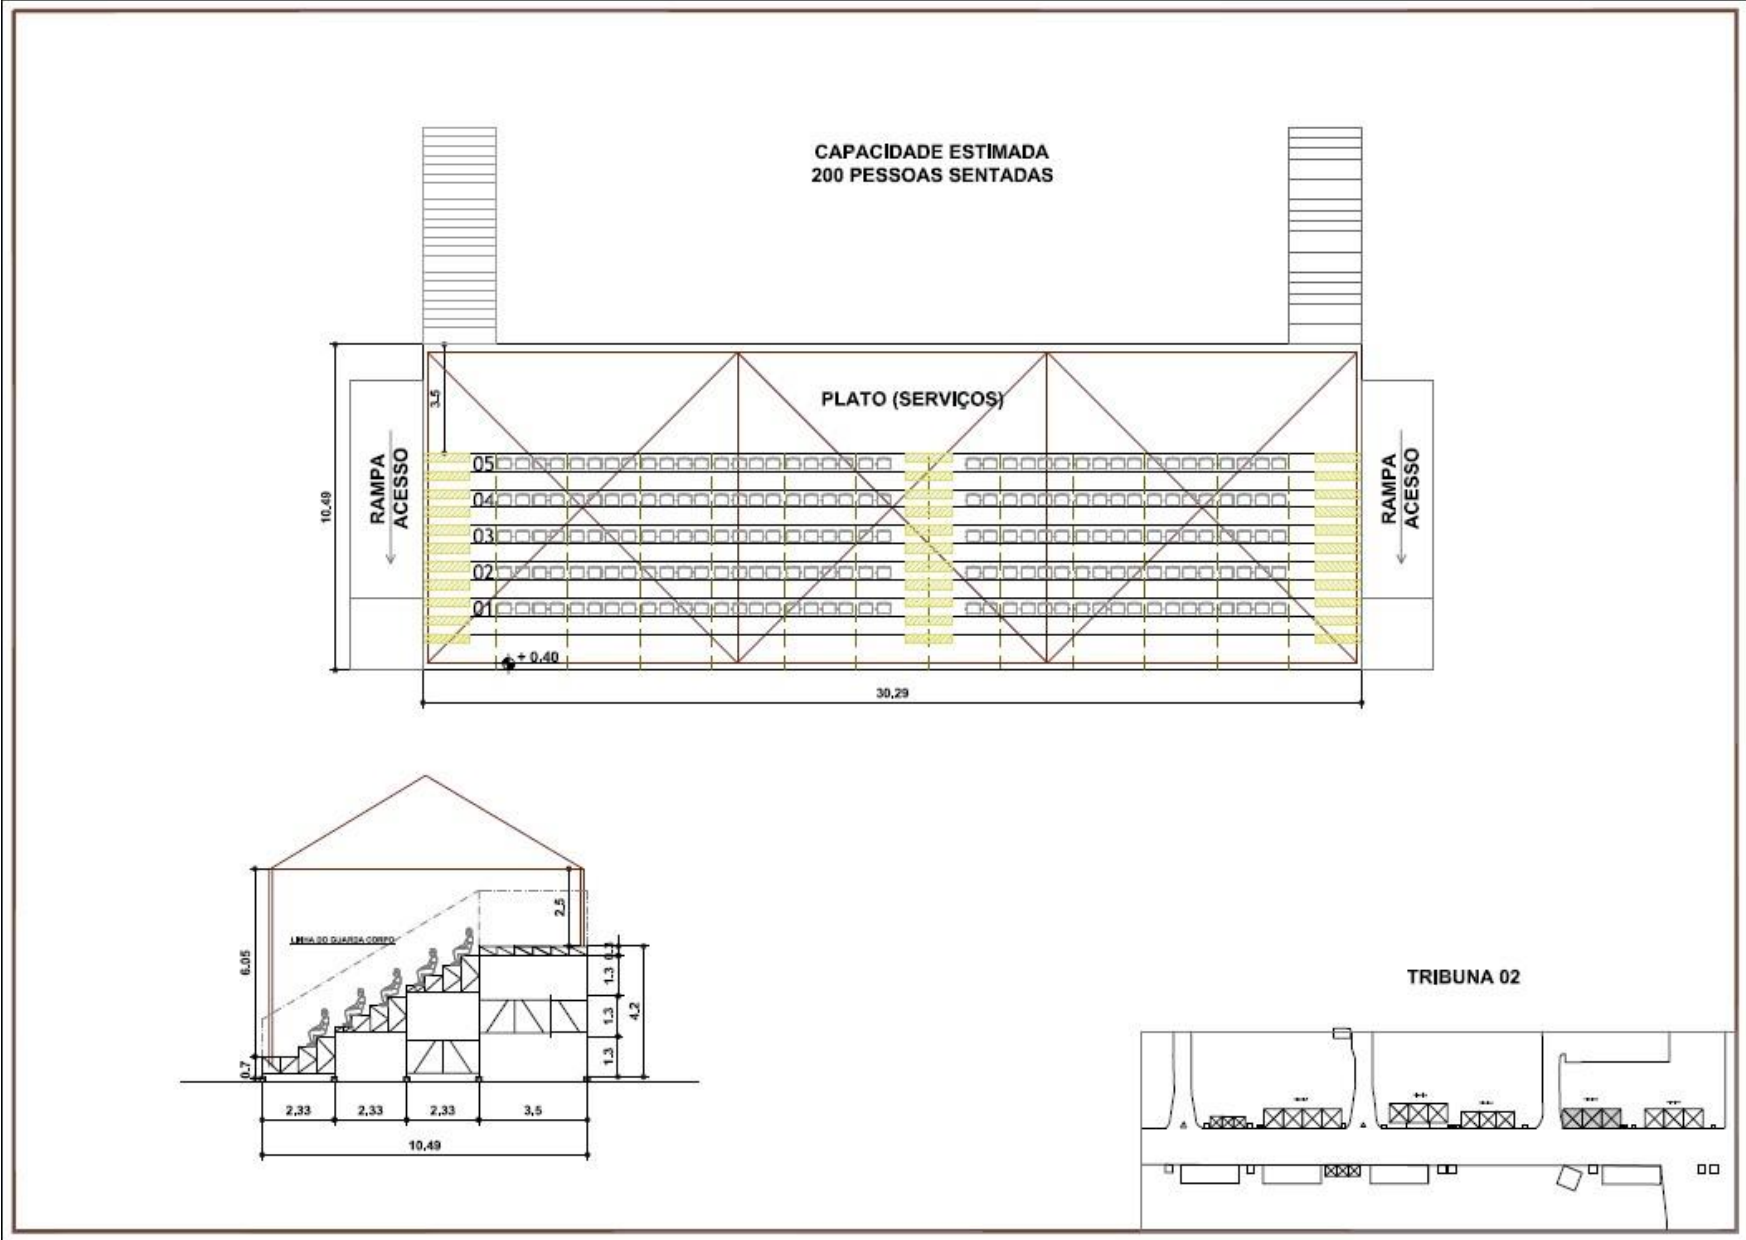 CAPACIDADE ESTIMADA
200 PESSOAS SENTADAS
3.5
PLATO (SERVIÇOS)
10,49
RAMPA
ACESSO
05
04
03
02
01
RAMPA
ACESSO
+ 0,40
30,29
2,5
LINHA DO GUARDA CORPO
6.05
0.3
1.3
1.3
4,2
1.3
0.7
2,33
2,33
2,33
3,5
10,49
TRIBUNA 02